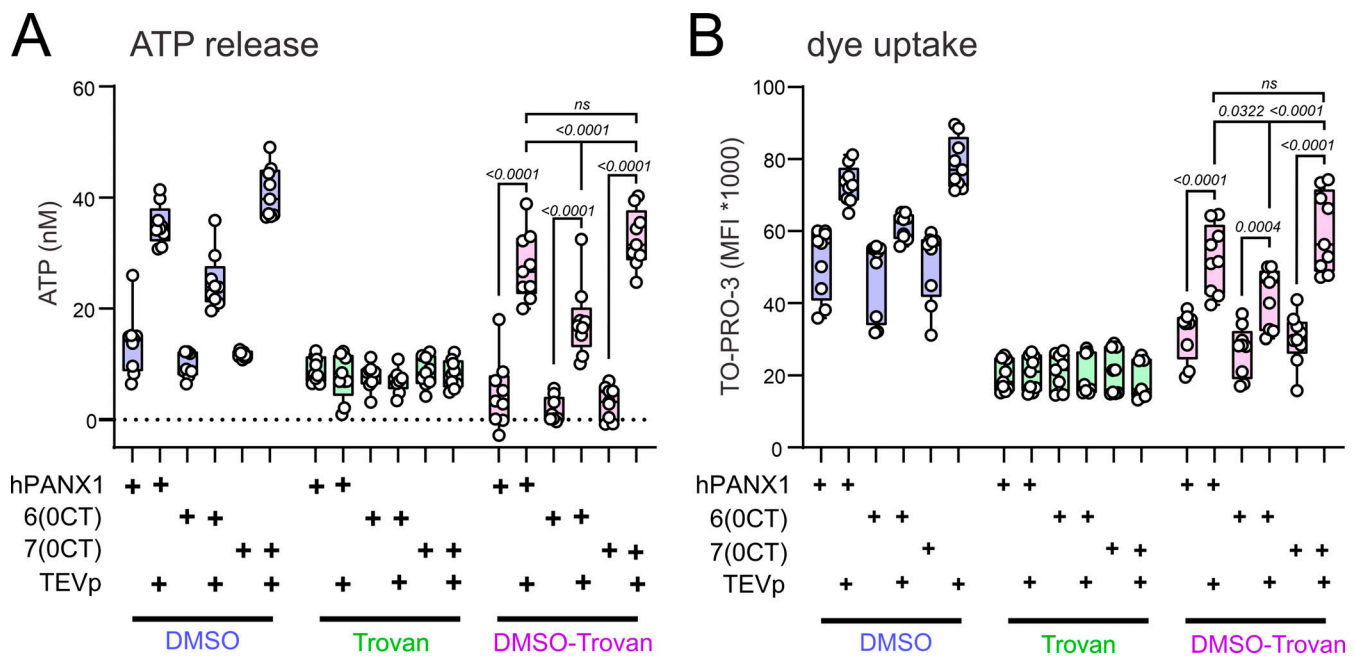 A ATP release
60
40
20
0
ATP (nM)
ns
<0.0001
<0.0001
<0.0001
<0.0001
hPANX1 + + + + + +
6(0CT) + + + + + +
7(0CT) + + + + + +
TEVp + + + + + + + + +
DMSO Trovan DMSO-Trovan
B dye uptake
100
80
60
40
20
0
TO-PRO-3 (MFI *1000)
ns
0.0322 <0.0001
<0.0001
<0.0001
0.0004
hPANX1 + + + + + +
6(0CT) + + + + + +
7(0CT) + + + + +
TEVp + + + + + + + + +
DMSO Trovan DMSO-Trovan